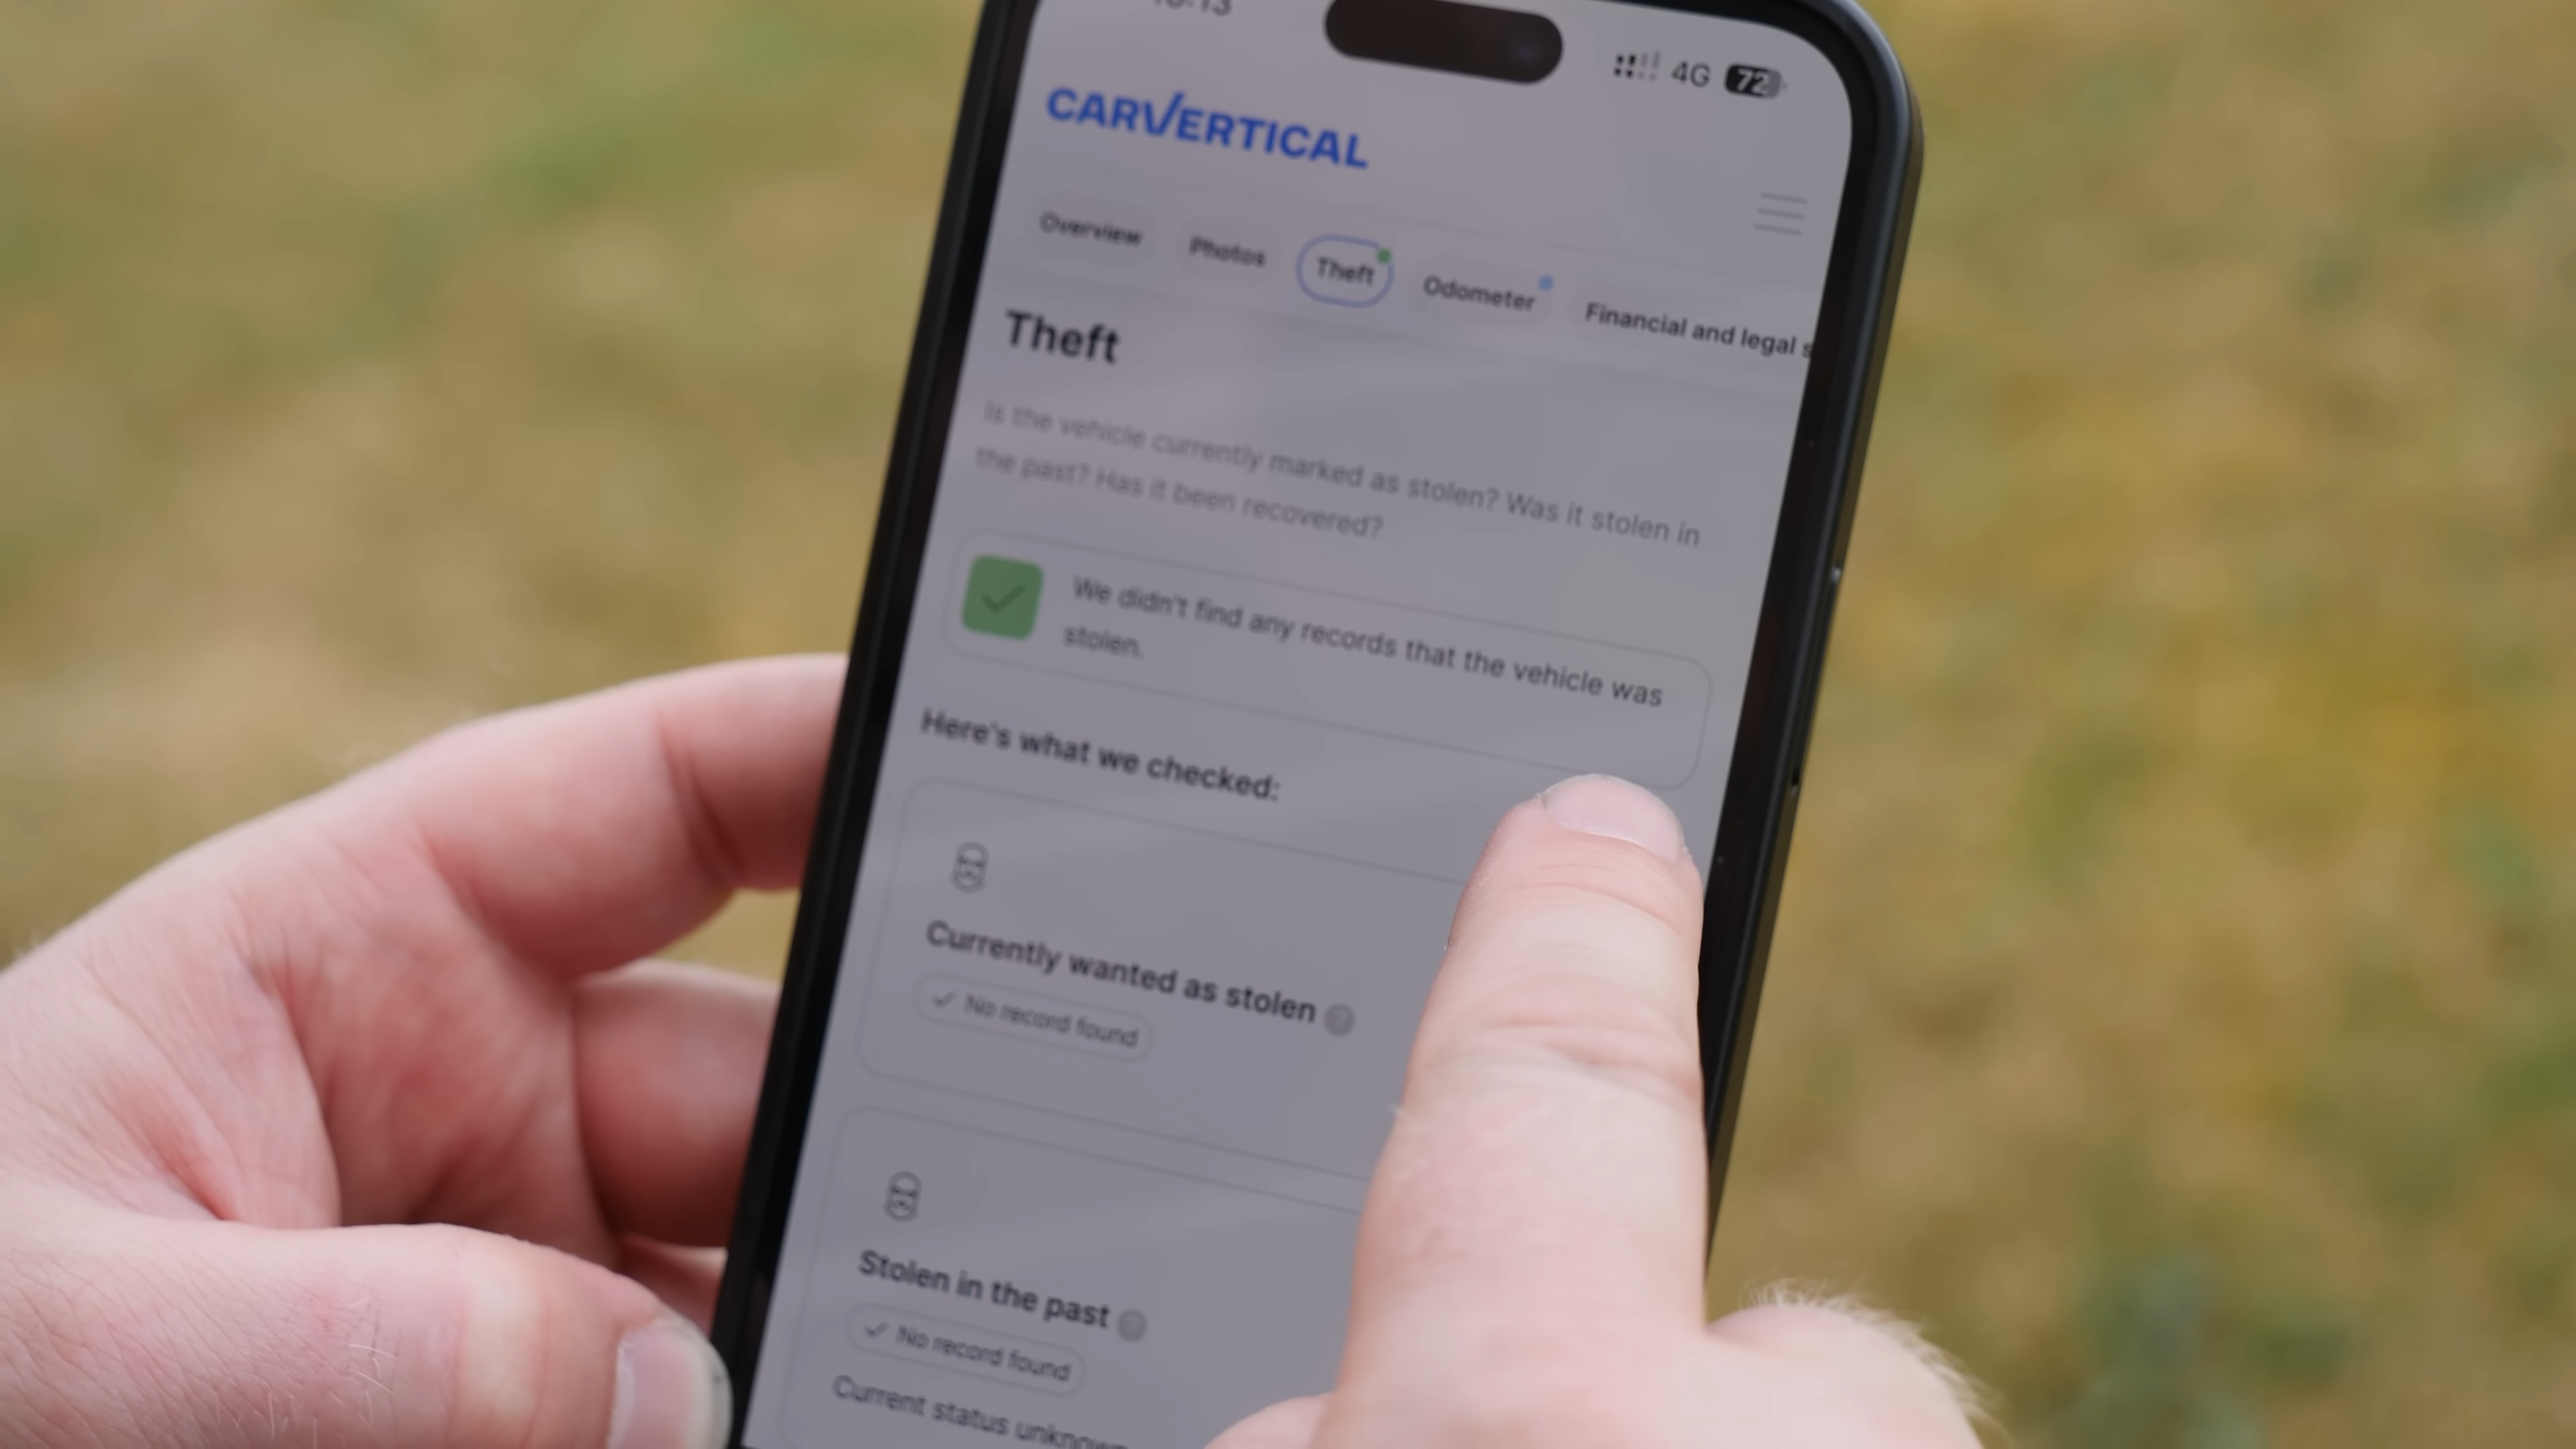 4G 72
CARVERTICAL
Overview Photos Theft Odometer Financial and legal s
Theft
Is the vehicle currently marked as stolen? Was it stolen in
the past? Has it been recovered?
We didn't find any records that the vehicle was
stolen.
Here's what we checked:
Currently wanted as stolen ?
No record found
Stolen in the past ?
No record found
Current status unknown